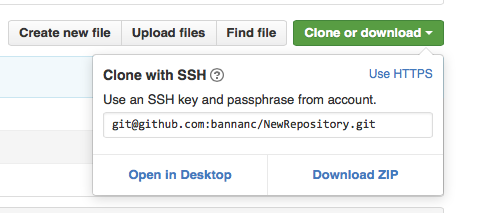 Create new file Upload files Find file Clone or download
Clone with SSH ? Use HTTPS
Use an SSH key and passphrase from account.
git@github.com:bannanc/NewRepository.git
Open in Desktop Download ZIP